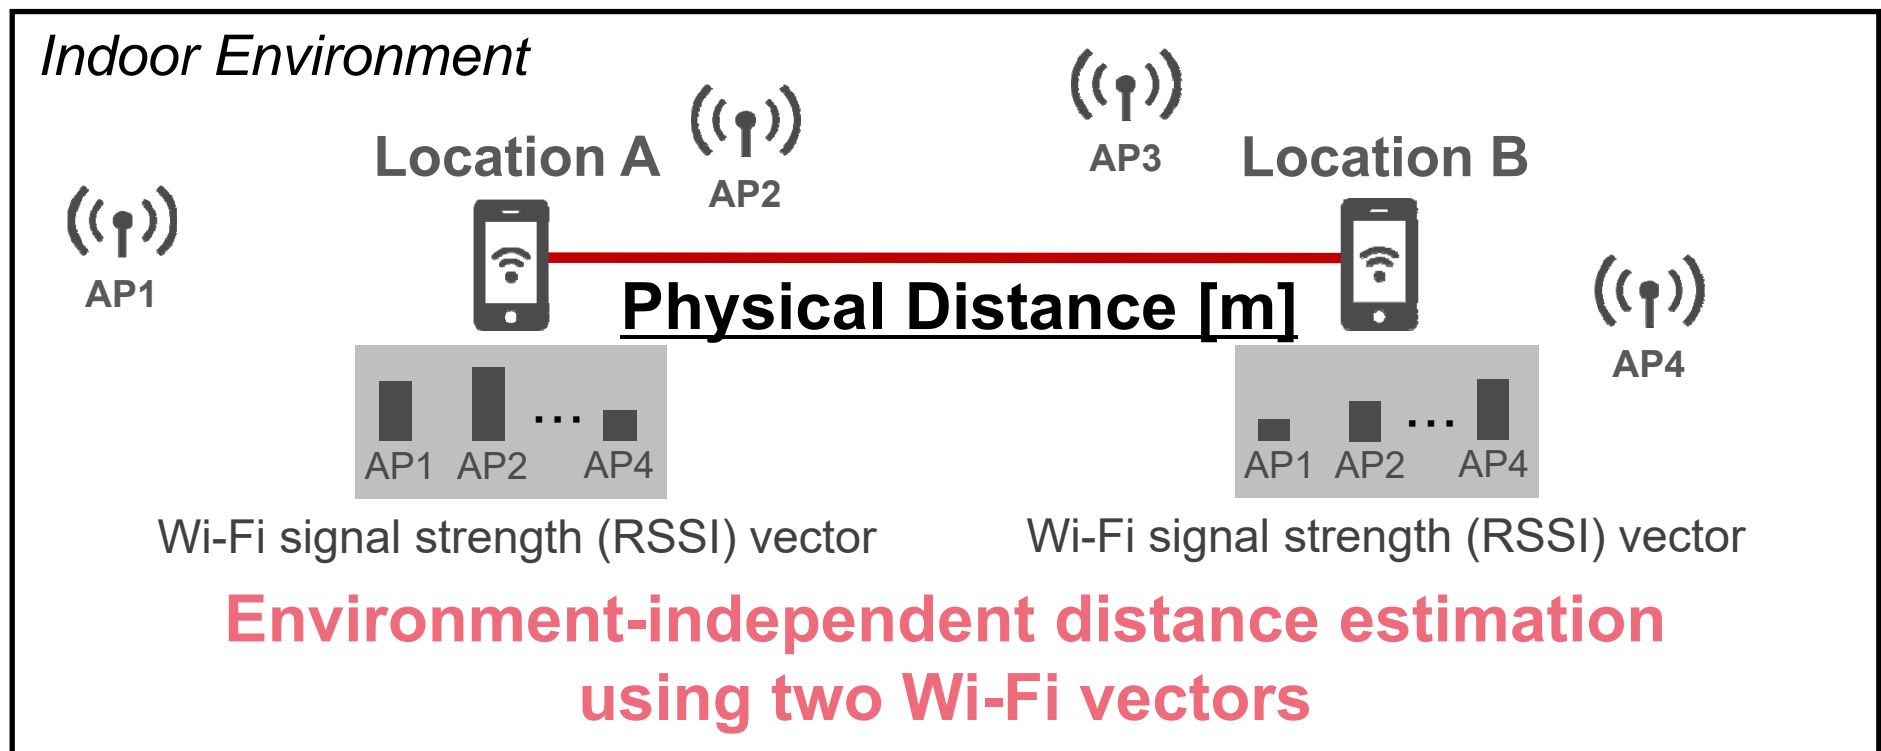 Indoor Environment
Location A
AP2
AP3
Location B
AP1
Physical Distance [m]
AP4
AP1 AP2 ... AP4
AP1 AP2 ... AP4
Wi-Fi signal strength (RSSI) vector
Wi-Fi signal strength (RSSI) vector
Environment-independent distance estimation
using two Wi-Fi vectors